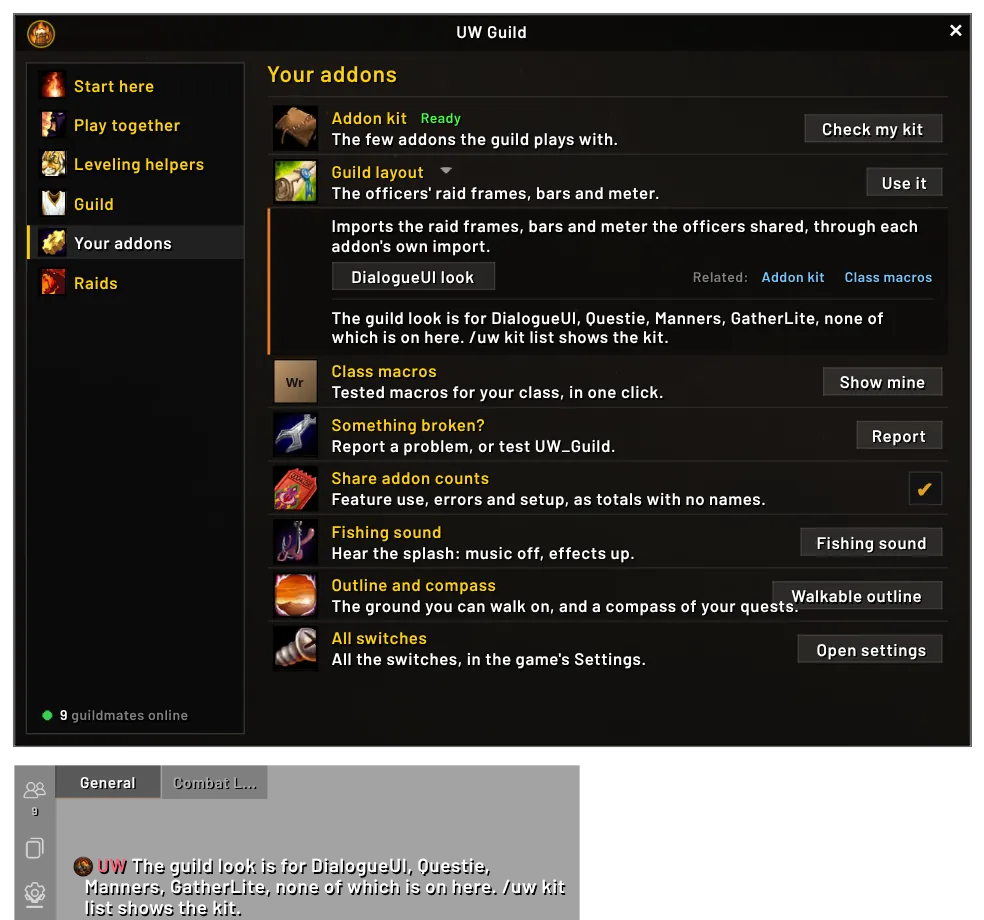 UW Guild
Start here
Play together
Leveling helpers
Guild
Your addons
Raids
9 guildmates online
Your addons
Addon kit Ready
The few addons the guild plays with.
Check my kit
Guild layout
The officers' raid frames, bars and meter.
Use it
Imports the raid frames, bars and meter the officers shared, through each
addon's own import.
DialogueUI look
Related: Addon kit Class macros
The guild look is for DialogueUI, Questie, Manners, GatherLite, none of
which is on here. /uw kit list shows the kit.
Wr
Class macros
Tested macros for your class, in one click.
Show mine
Something broken?
Report a problem, or test UW_Guild.
Report
Share addon counts
Feature use, errors and setup, as totals with no names.
Fishing sound
Hear the splash: music off, effects up.
Fishing sound
Outline and compass
The ground you can walk on, and a compass of your quests.
Walkable outline
All switches
All the switches, in the game's Settings.
Open settings
General
Combat L...
9
UW The guild look is for DialogueUI, Questie,
Manners, GatherLite, none of which is on here. /uw kit
list shows the kit.